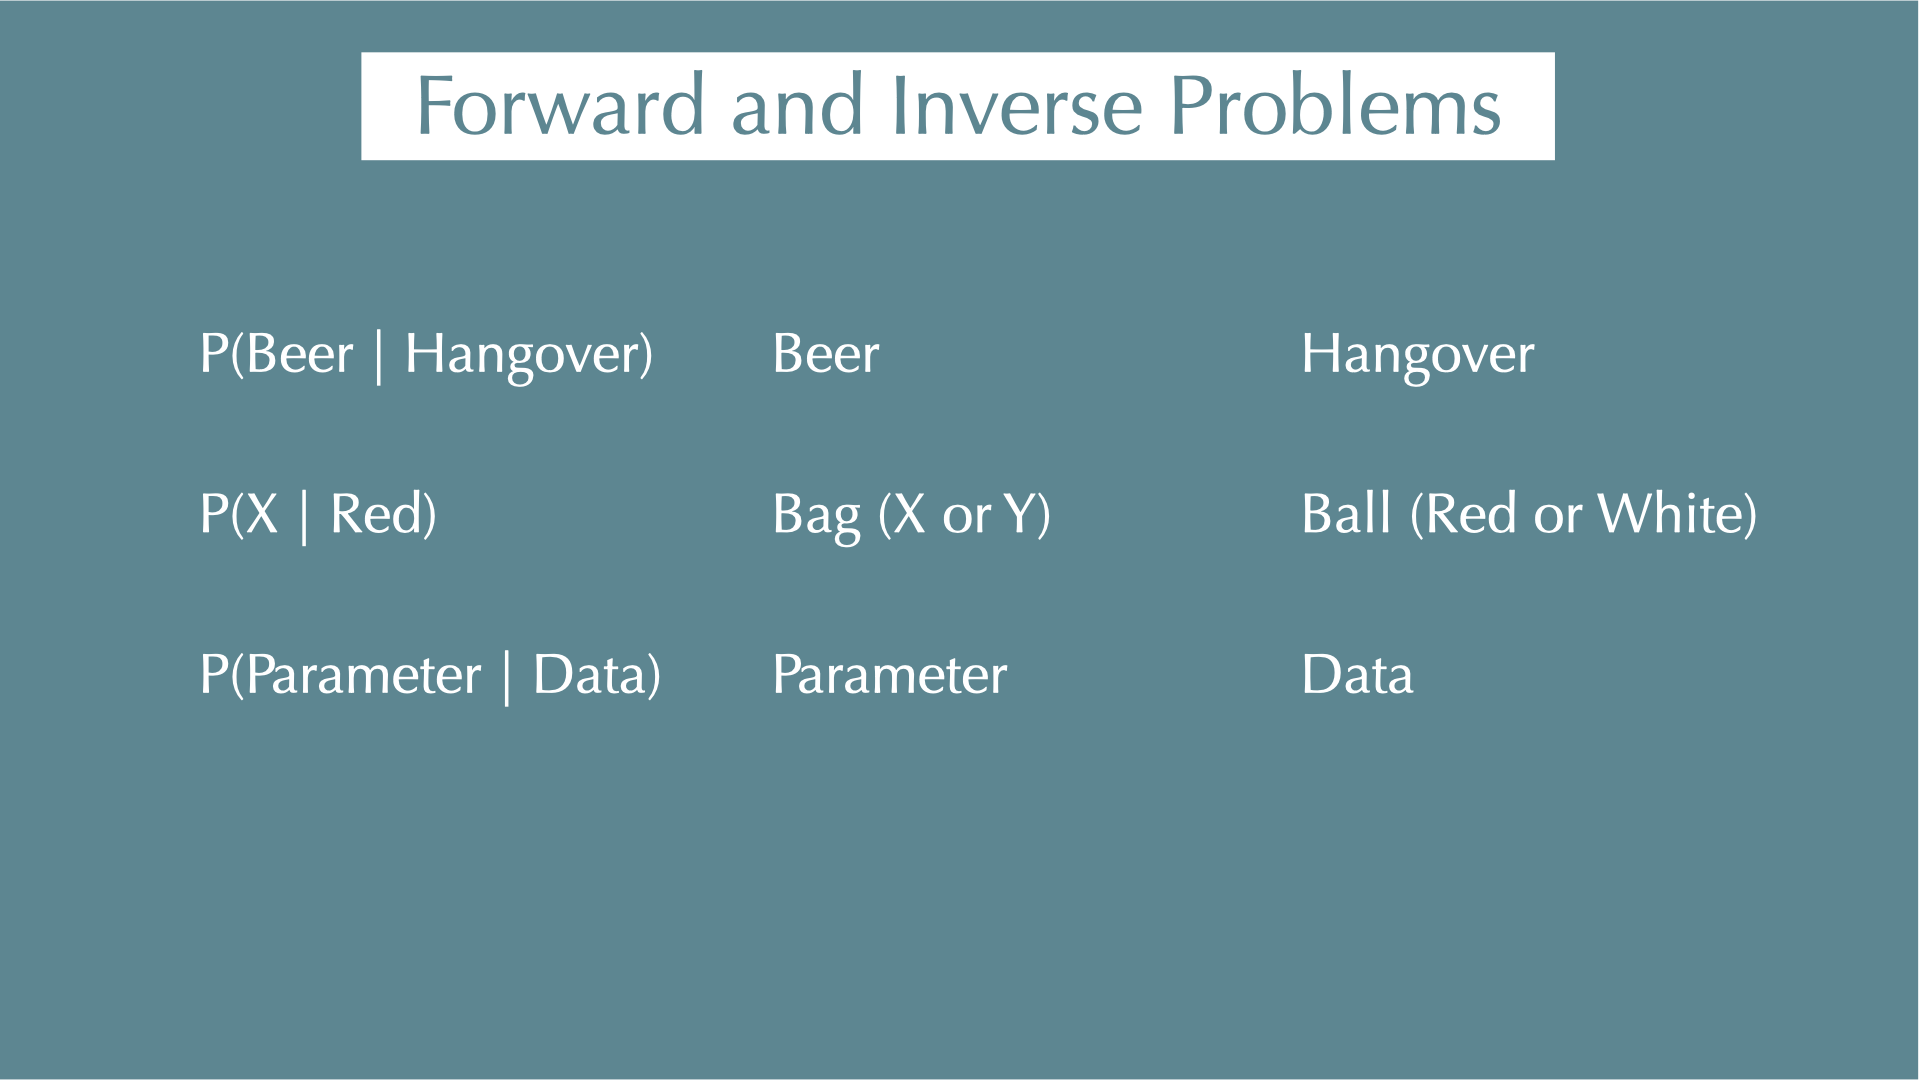 Forward and Inverse Problems
P(Beer | Hangover) Beer Hangover
P(X | Red) Bag (X or Y) Ball (Red or White)
P(Parameter | Data) Parameter Data